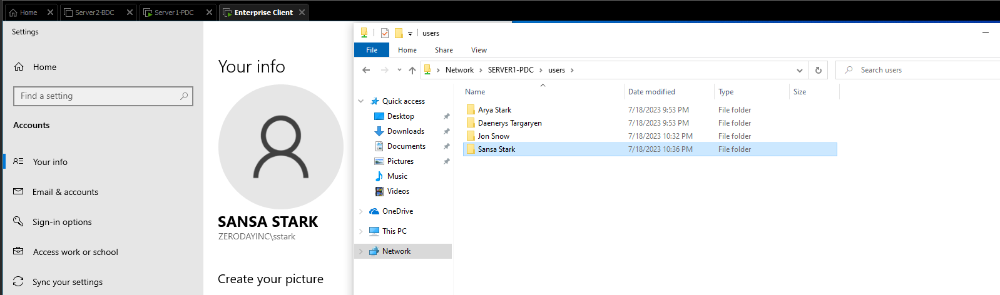 Home Server2-BDC Server1-PDC Enterprise Client
Settings
Home
Find a setting
Accounts
Your info
Email & accounts
Sign-in options
Access work or school
Sync your settings
Your info
SANSA STARK
ZERODAYINC\sstark
Create your picture
users
File Home Share View
Network SERVER1-PDC users
Search users
Quick access
Desktop
Downloads
Documents
Pictures
Music
Videos
OneDrive
This PC
Network
Name Date modified Type Size
Arya Stark 7/18/2023 9:53 PM File folder
Daenerys Targaryen 7/18/2023 9:53 PM File folder
Jon Snow 7/18/2023 10:32 PM File folder
Sansa Stark 7/18/2023 10:36 PM File folder